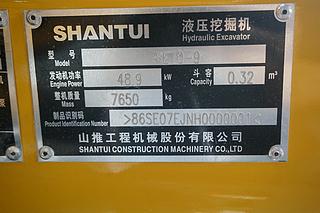 SHANTUI 液压挖掘机
Hydraulic Excavator
型号
Model
发动机功率 48.9 kW 斗容 0.32 m³
Engine Power Capacity
整机质量 7650 kg
Mass
制品识别码
Product Identification Number
山推工程机械股份有限公司
SHANTUI CONSTRUCTION MACHINERY CO.,LTD